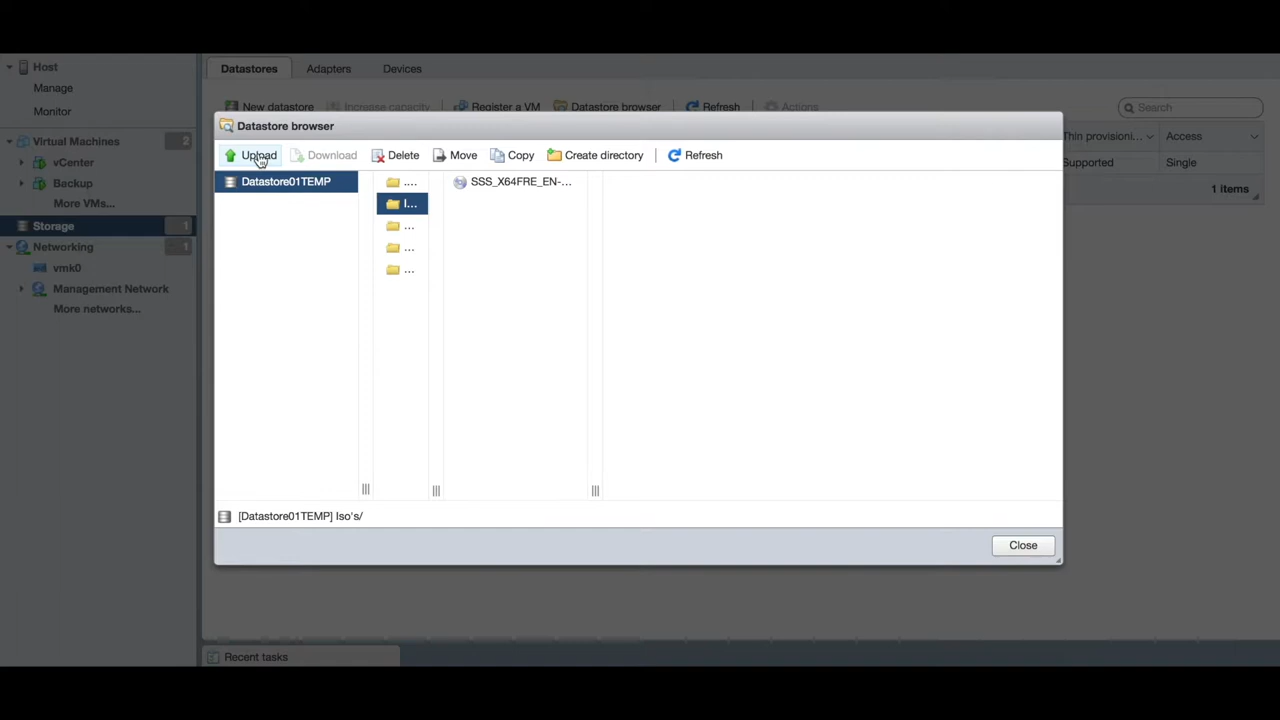 Host
Manage
Monitor
Virtual Machines 2
vCenter
Backup
More VMs...
Storage 1
Networking 1
vmk0
Management Network
More networks...
Datastores Adapters Devices
New datastore Increase capacity Register a VM Datastore browser Refresh Actions Search
Thin provisioni... Access
Supported Single
1 items
Datastore browser
Upload Download Delete Move Copy Create directory Refresh
Datastore01TEMP .... SSS_X64FRE_EN-...
I...
...
...
...
[Datastore01TEMP] Iso's/
Close
Recent tasks